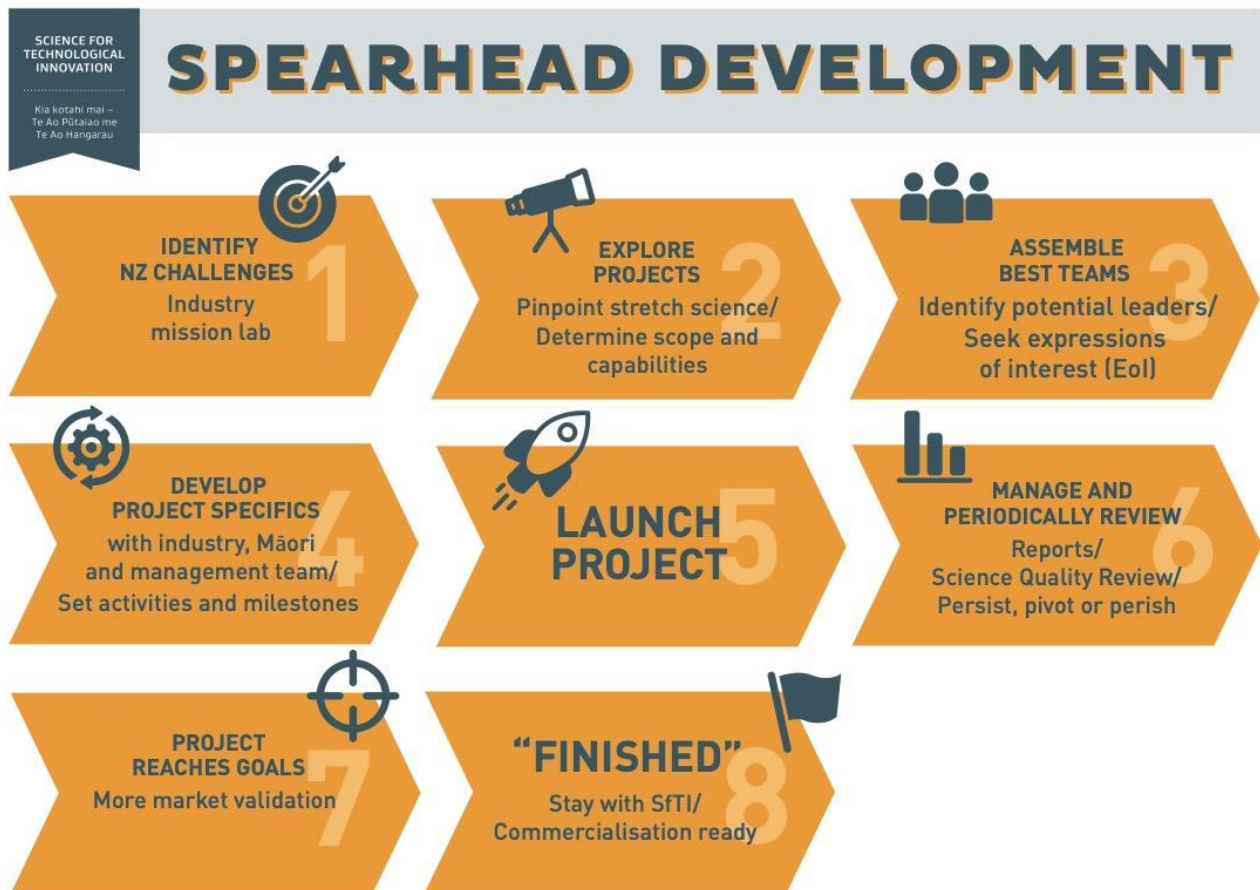 SCIENCE FOR
TECHNOLOGICAL
INNOVATION
Kia kotahi mai –
Te Ao Pūtaiao me
Te Ao Hangarau
SPEARHEAD DEVELOPMENT
1
IDENTIFY
NZ CHALLENGES
Industry
mission lab
2
EXPLORE
PROJECTS
Pinpoint stretch science/
Determine scope and
capabilities
3
ASSEMBLE
BEST TEAMS
Identify potential leaders/
Seek expressions
of interest (EoI)
4
DEVELOP
PROJECT SPECIFICS
with industry, Māori
and management team/
Set activities and milestones
5
LAUNCH
PROJECT
6
MANAGE AND
PERIODICALLY REVIEW
Reports/
Science Quality Review/
Persist, pivot or perish
7
PROJECT
REACHES GOALS
More market validation
8
“FINISHED”
Stay with SfTI/
Commercialisation ready